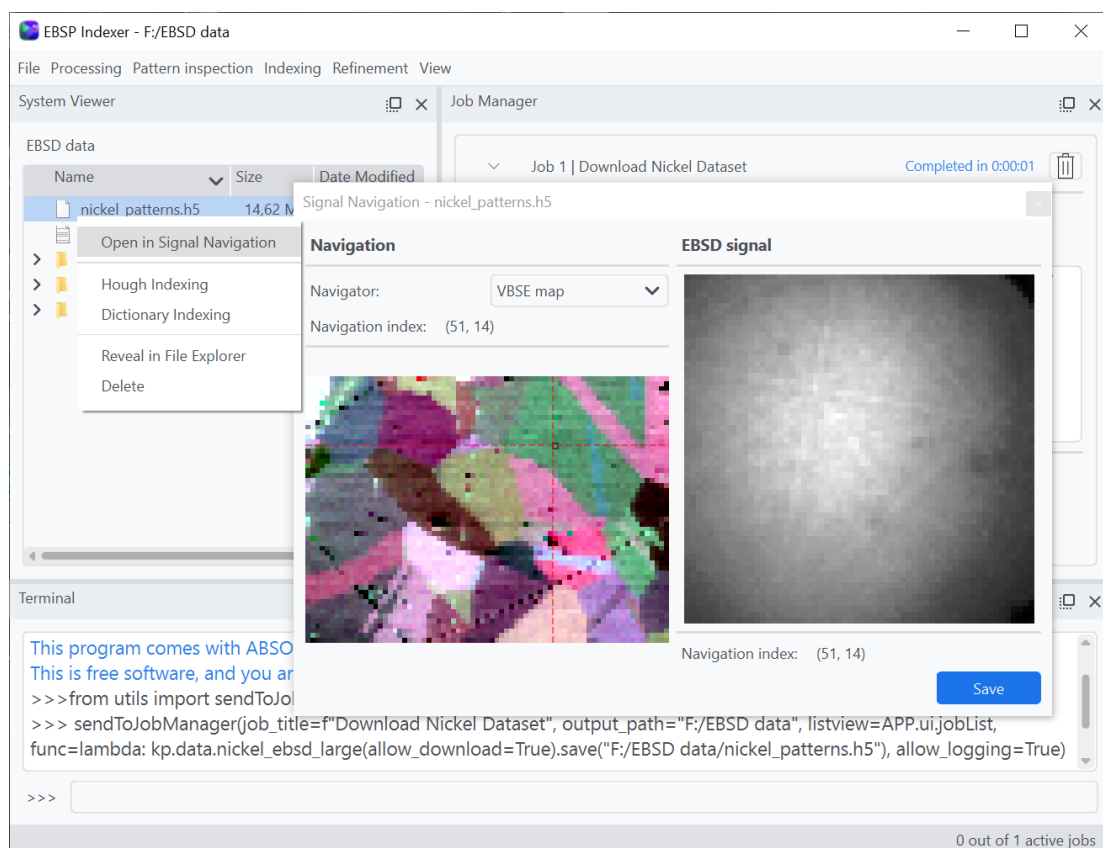 EBSP Indexer - F:/EBSD data
File Processing Pattern inspection Indexing Refinement View
System Viewer
EBSD data
Name Size Date Modified
nickel_patterns.h5 14,62 M
Open in Signal Navigation
Hough Indexing
Dictionary Indexing
Reveal in File Explorer
Delete
Job Manager
Job 1 | Download Nickel Dataset Completed in 0:00:01
Signal Navigation - nickel_patterns.h5
Navigation
Navigator: VBSE map
Navigation index: (51, 14)
EBSD signal
Navigation index: (51, 14)
Save
Terminal
This program comes with ABSO
This is free software, and you ar
>>>from utils import sendToJo
>>> sendToJobManager(job_title=f"Download Nickel Dataset", output_path="F:/EBSD data", listview=APP.ui.jobList,
func=lambda: kp.data.nickel_ebsd_large(allow_download=True).save("F:/EBSD data/nickel_patterns.h5"), allow_logging=True)
>>>
0 out of 1 active jobs